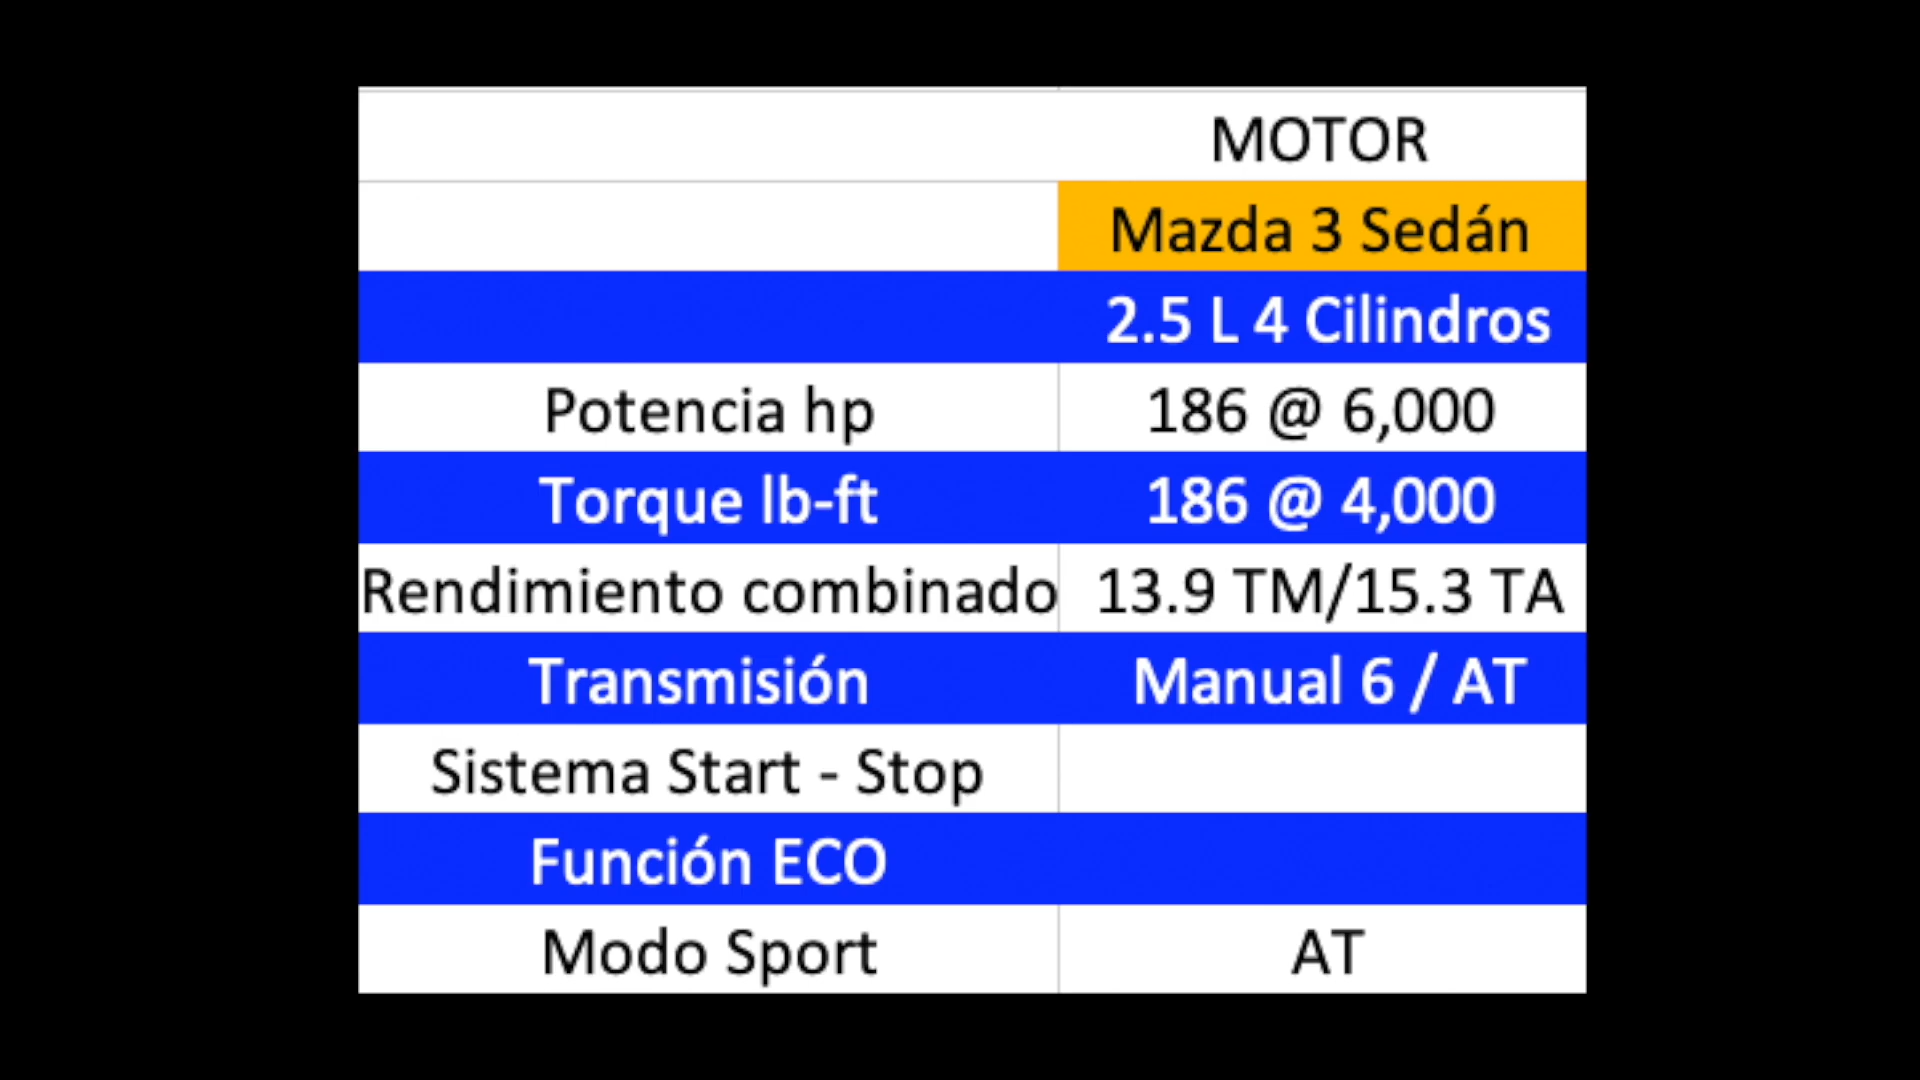 MOTOR
Mazda 3 Sedán
2.5 L 4 Cilindros
Potencia hp 186 @ 6,000
Torque lb-ft 186 @ 4,000
Rendimiento combinado 13.9 TM/15.3 TA
Transmisión Manual 6 / AT
Sistema Start - Stop
Función ECO
Modo Sport AT